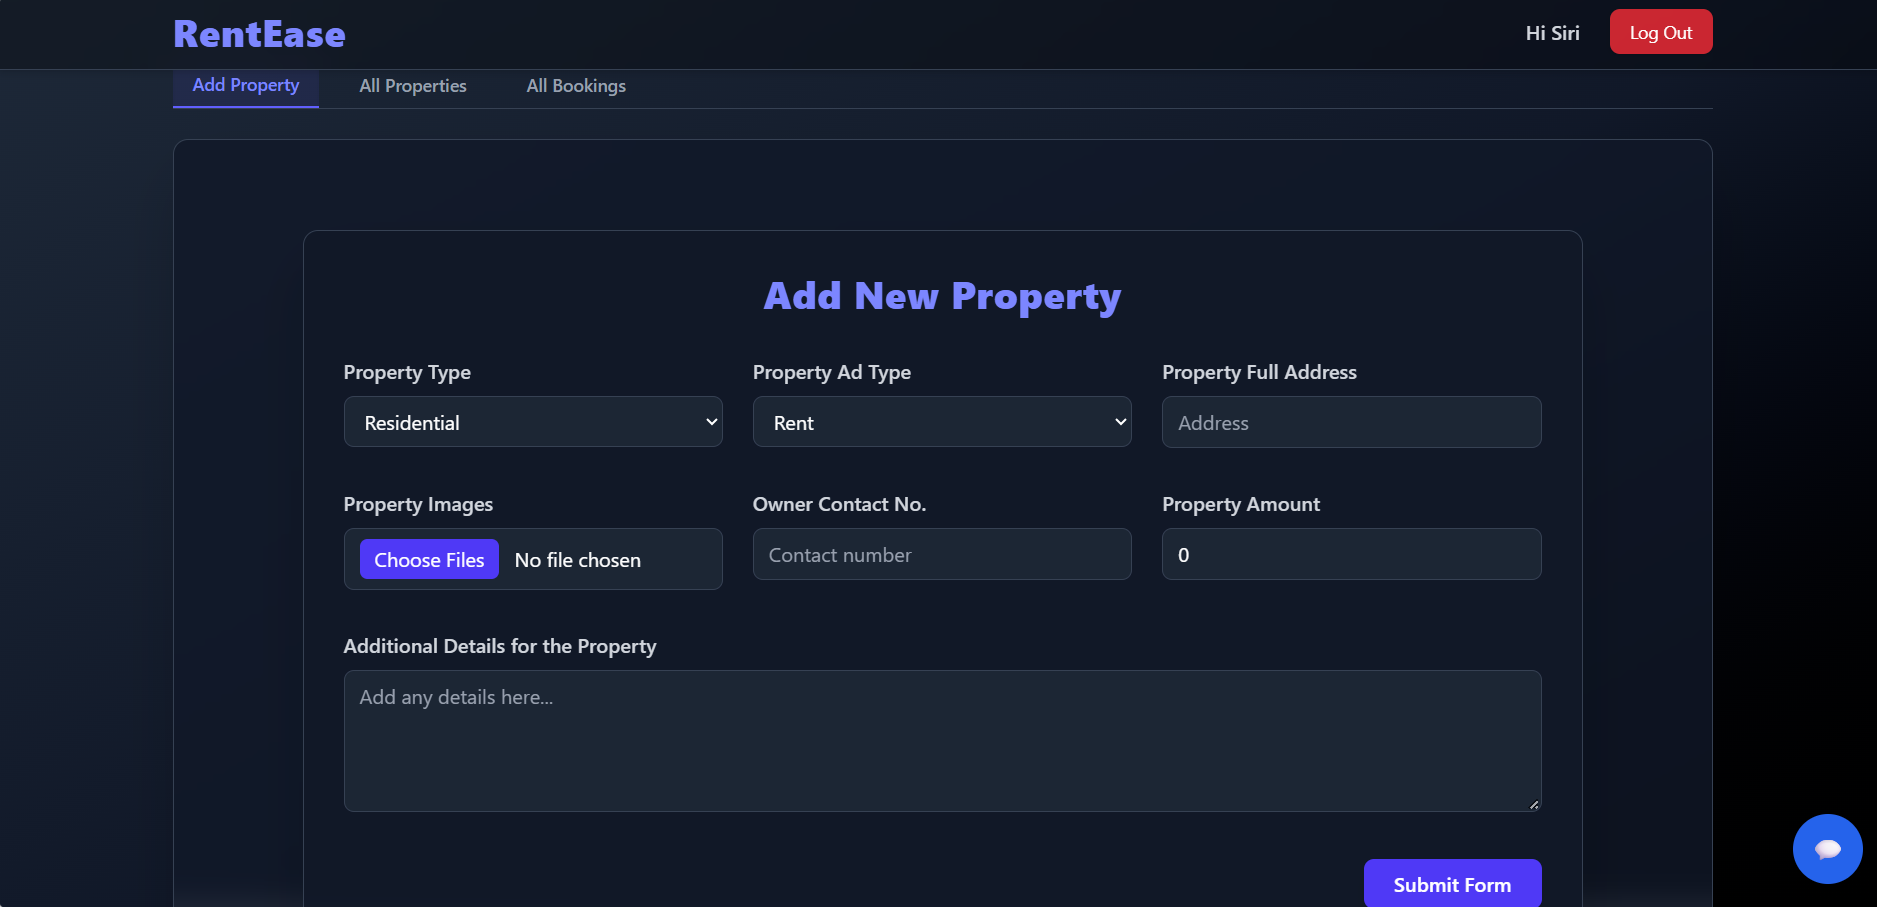 RentEase
Hi Siri
Log Out
Add Property
All Properties
All Bookings
Add New Property
Property Type
Property Ad Type
Property Full Address
Residential
Rent
Address
Property Images
Owner Contact No.
Property Amount
Choose Files
No file chosen
Contact number
0
Additional Details for the Property
Add any details here...
Submit Form